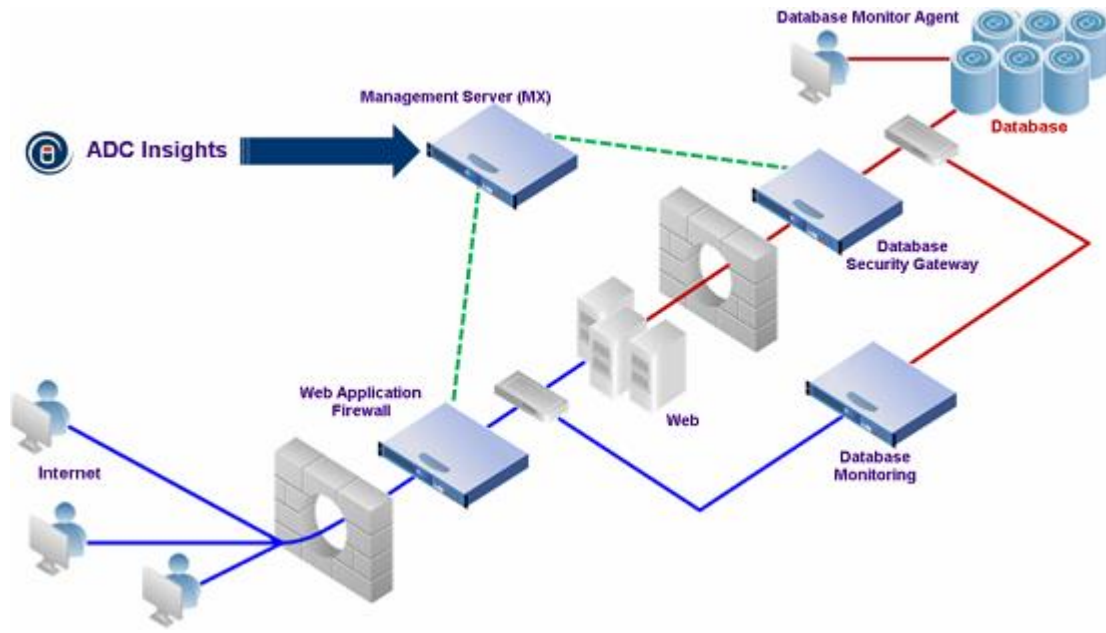 Database Monitor Agent
Management Server (MX)
Database
ADC Insights
Database
Security Gateway
Web Application
Firewall
Web
Internet
Database
Monitoring